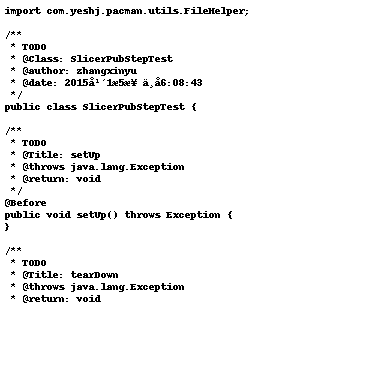 import com.yeshj.pacman.utils.FileHelper;
/**
* TODO
* @Class: SlicerPubStepTest
* @author: zhangxinyu
* @date: 2015å¹´1æ5æ¥ ä¸å6:08:43
*/
public class SlicerPubStepTest {
/**
* TODO
* @Title: setUp
* @throws java.lang.Exception
* @return: void
*/
@Before
public void setUp() throws Exception {
}
/**
* TODO
* @Title: tearDown
* @throws java.lang.Exception
* @return: void